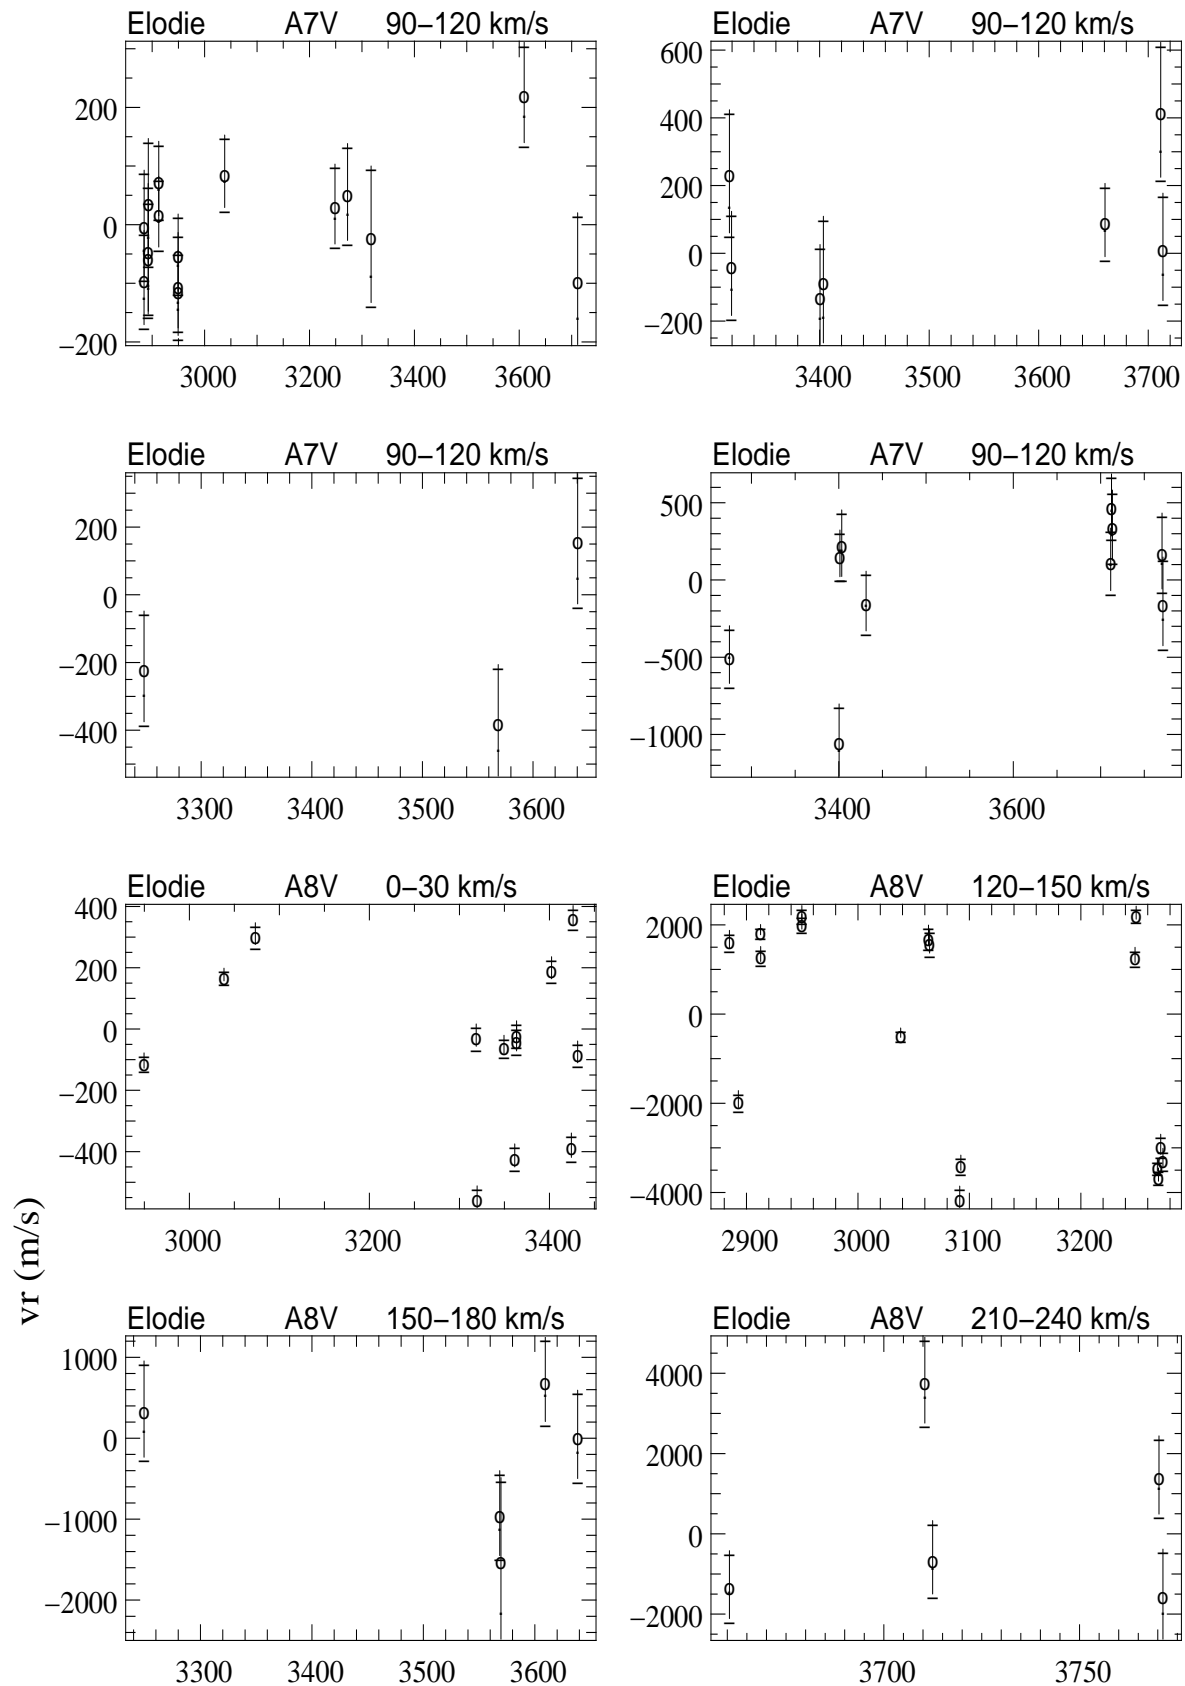 Elodie A7V 90−120 km/s
200
0
−200
3000 3200 3400 3600
Elodie A7V 90−120 km/s
600
400
200
0
−200
3400 3500 3600 3700
Elodie A7V 90−120 km/s
200
0
−200
−400
3300 3400 3500 3600
Elodie A7V 90−120 km/s
500
0
−500
−1000
3400 3600
Elodie A8V 0−30 km/s
400
200
0
−200
−400
3000 3200 3400
Elodie A8V 120−150 km/s
2000
0
−2000
−4000
2900 3000 3100 3200
Elodie A8V 150−180 km/s
1000
0
−1000
−2000
3300 3400 3500 3600
Elodie A8V 210−240 km/s
4000
2000
0
−2000
3700 3750
vr (m/s)